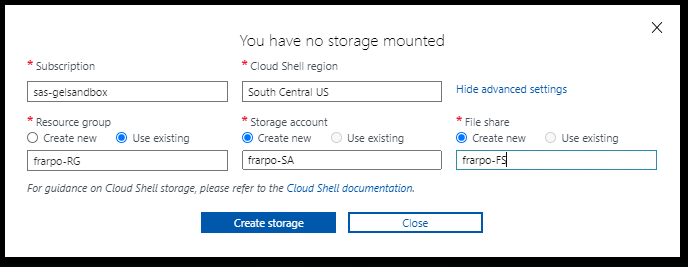 You have no storage mounted
* Subscription
* Cloud Shell region
sas-gelsandbox
South Central US
Hide advanced settings
* Resource group
* Storage account
* File share
Create new Use existing
Create new Use existing
Create new Use existing
frarpo-RG
frarpo-SA
frarpo-FS
For guidance on Cloud Shell storage, please refer to the Cloud Shell documentation.
Create storage
Close